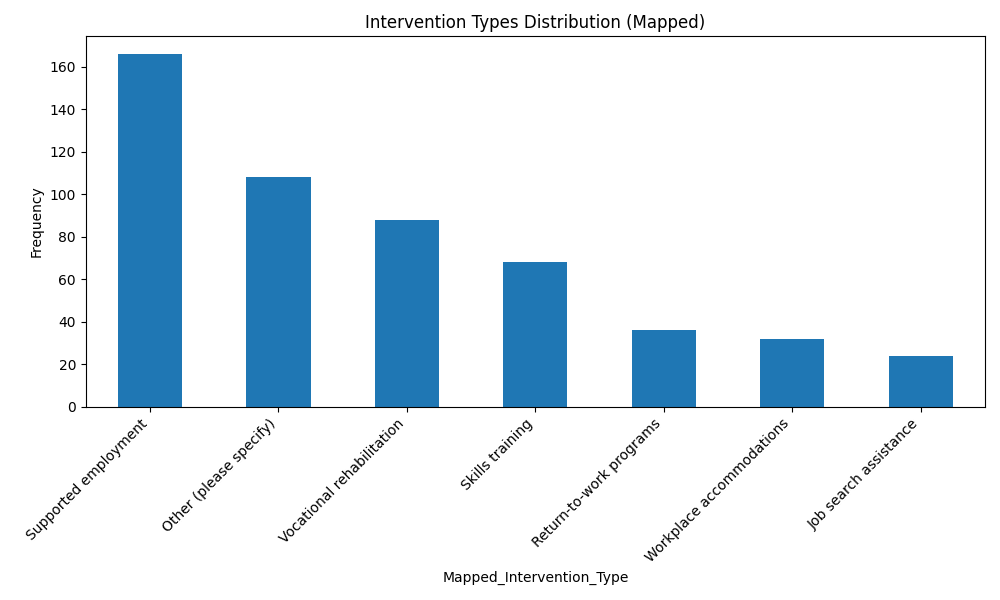 Intervention Types Distribution (Mapped)
Frequency
160
140
120
100
80
60
40
20
0
Supported employment
Other (please specify)
Vocational rehabilitation
Skills training
Return-to-work programs
Workplace accommodations
Job search assistance
Mapped_Intervention_Type